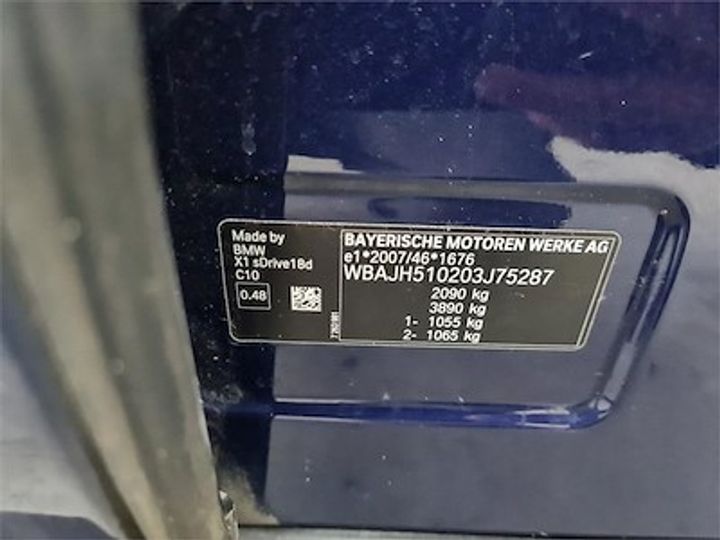 Made by
BMW
X1 sDrive18d
C10
0.48
BAYERISCHE MOTOREN WERKE AG
e1*2007/46*1676
WBAJH510203J75287
2090 kg
3890 kg
1- 1055 kg
2- 1065 kg